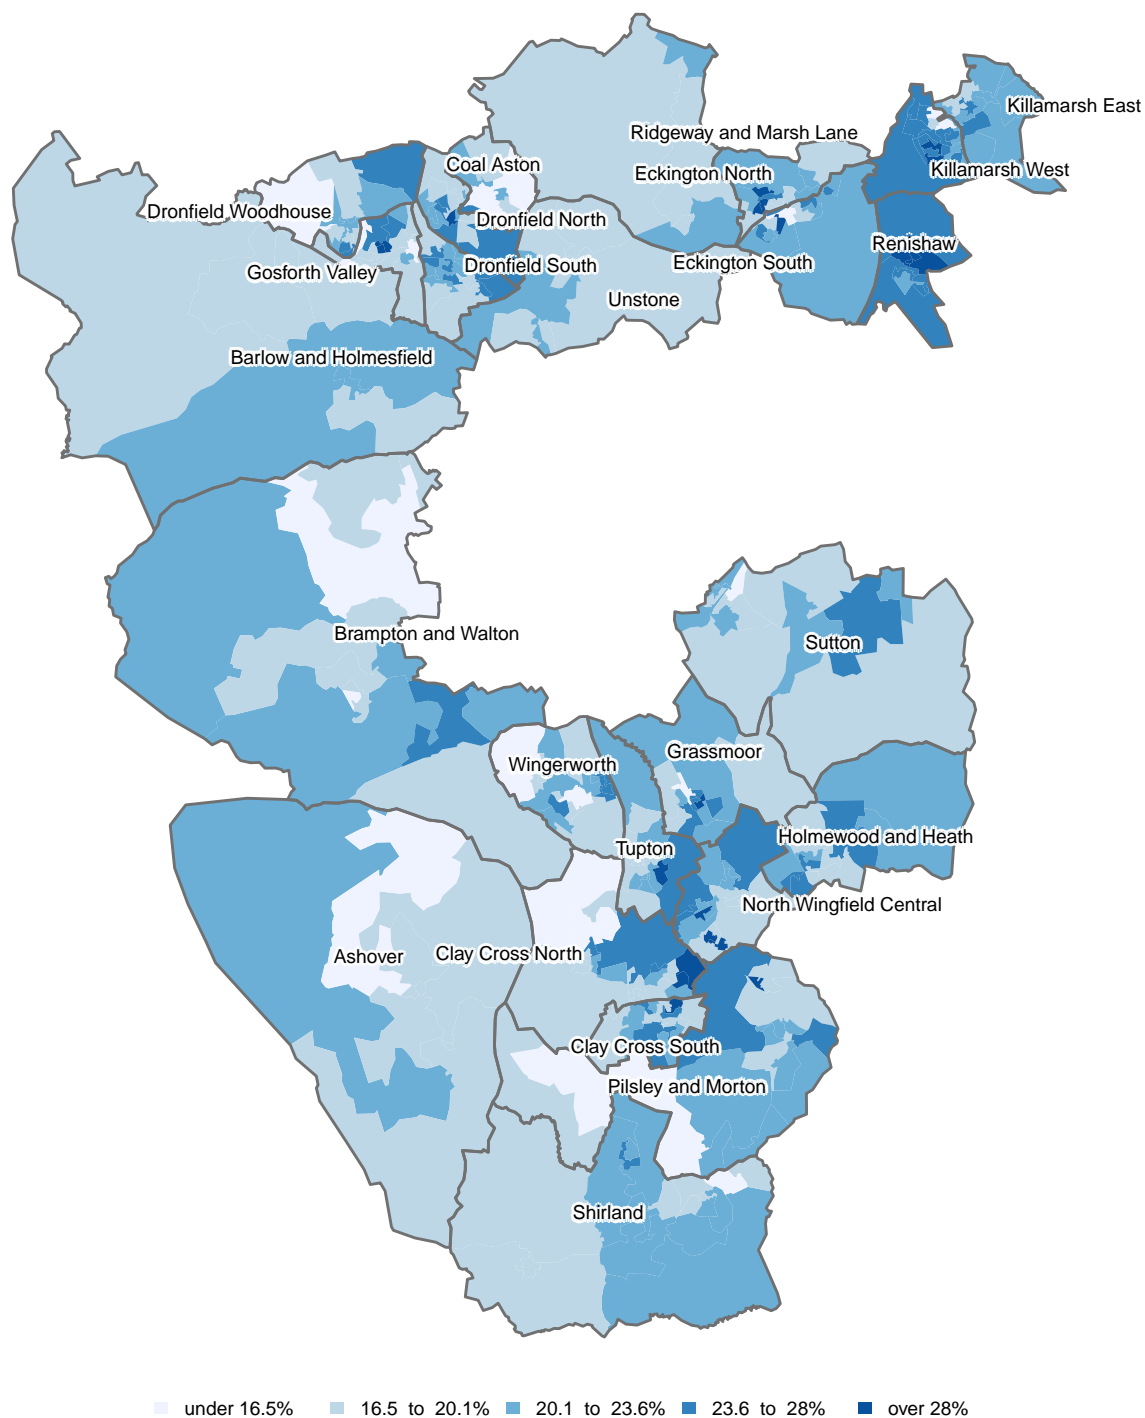 Killamarsh East
Ridgeway and Marsh Lane
Coal Aston
Eckington North
Killamarsh West
Dronfield Woodhouse
Dronfield North
Renishaw
Gosforth Valley
Dronfield South
Eckington South
Unstone
Barlow and Holmesfield
Brampton and Walton
Sutton
Grassmoor
Wingerworth
Holmewood and Heath
Tupton
North Wingfield Central
Ashover
Clay Cross North
Clay Cross South
Pilsley and Morton
Shirland
under 16.5% 16.5 to 20.1% 20.1 to 23.6% 23.6 to 28% over 28%